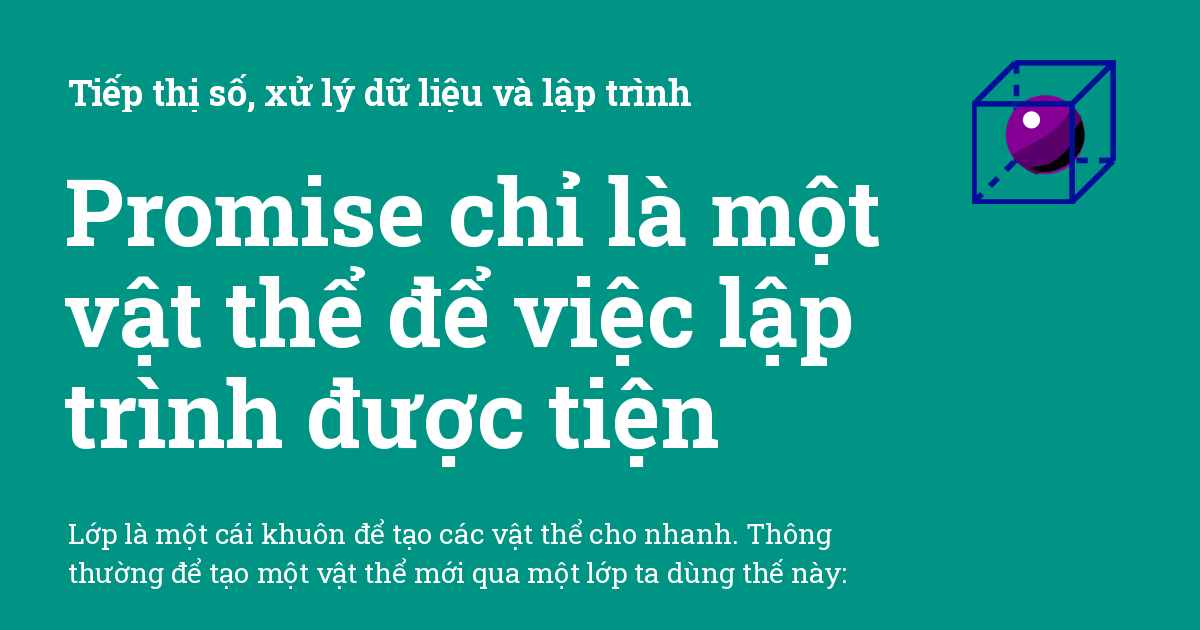 Tiếp thị số, xử lý dữ liệu và lập trình
Promise chỉ là một
vật thể để việc lập
trình được tiện
Lớp là một cái khuôn để tạo các vật thể cho nhanh. Thông
thường để tạo một vật thể mới qua một lớp ta dùng thế này: